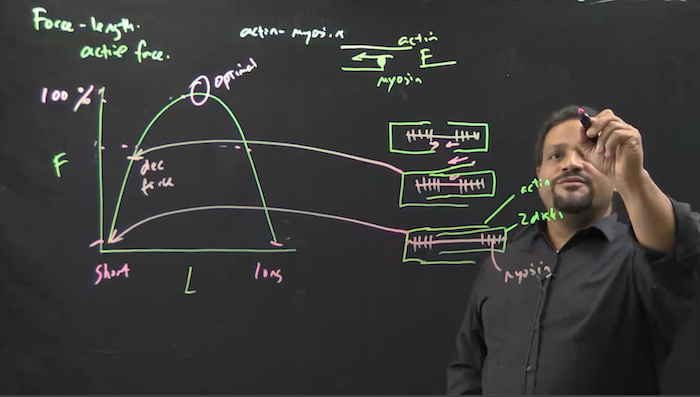 Force-length.
active force.
actin-myosin
actin
F
myosin
optimal
100%
F
dec
force
short
L
long
actin
Z disks
myosin